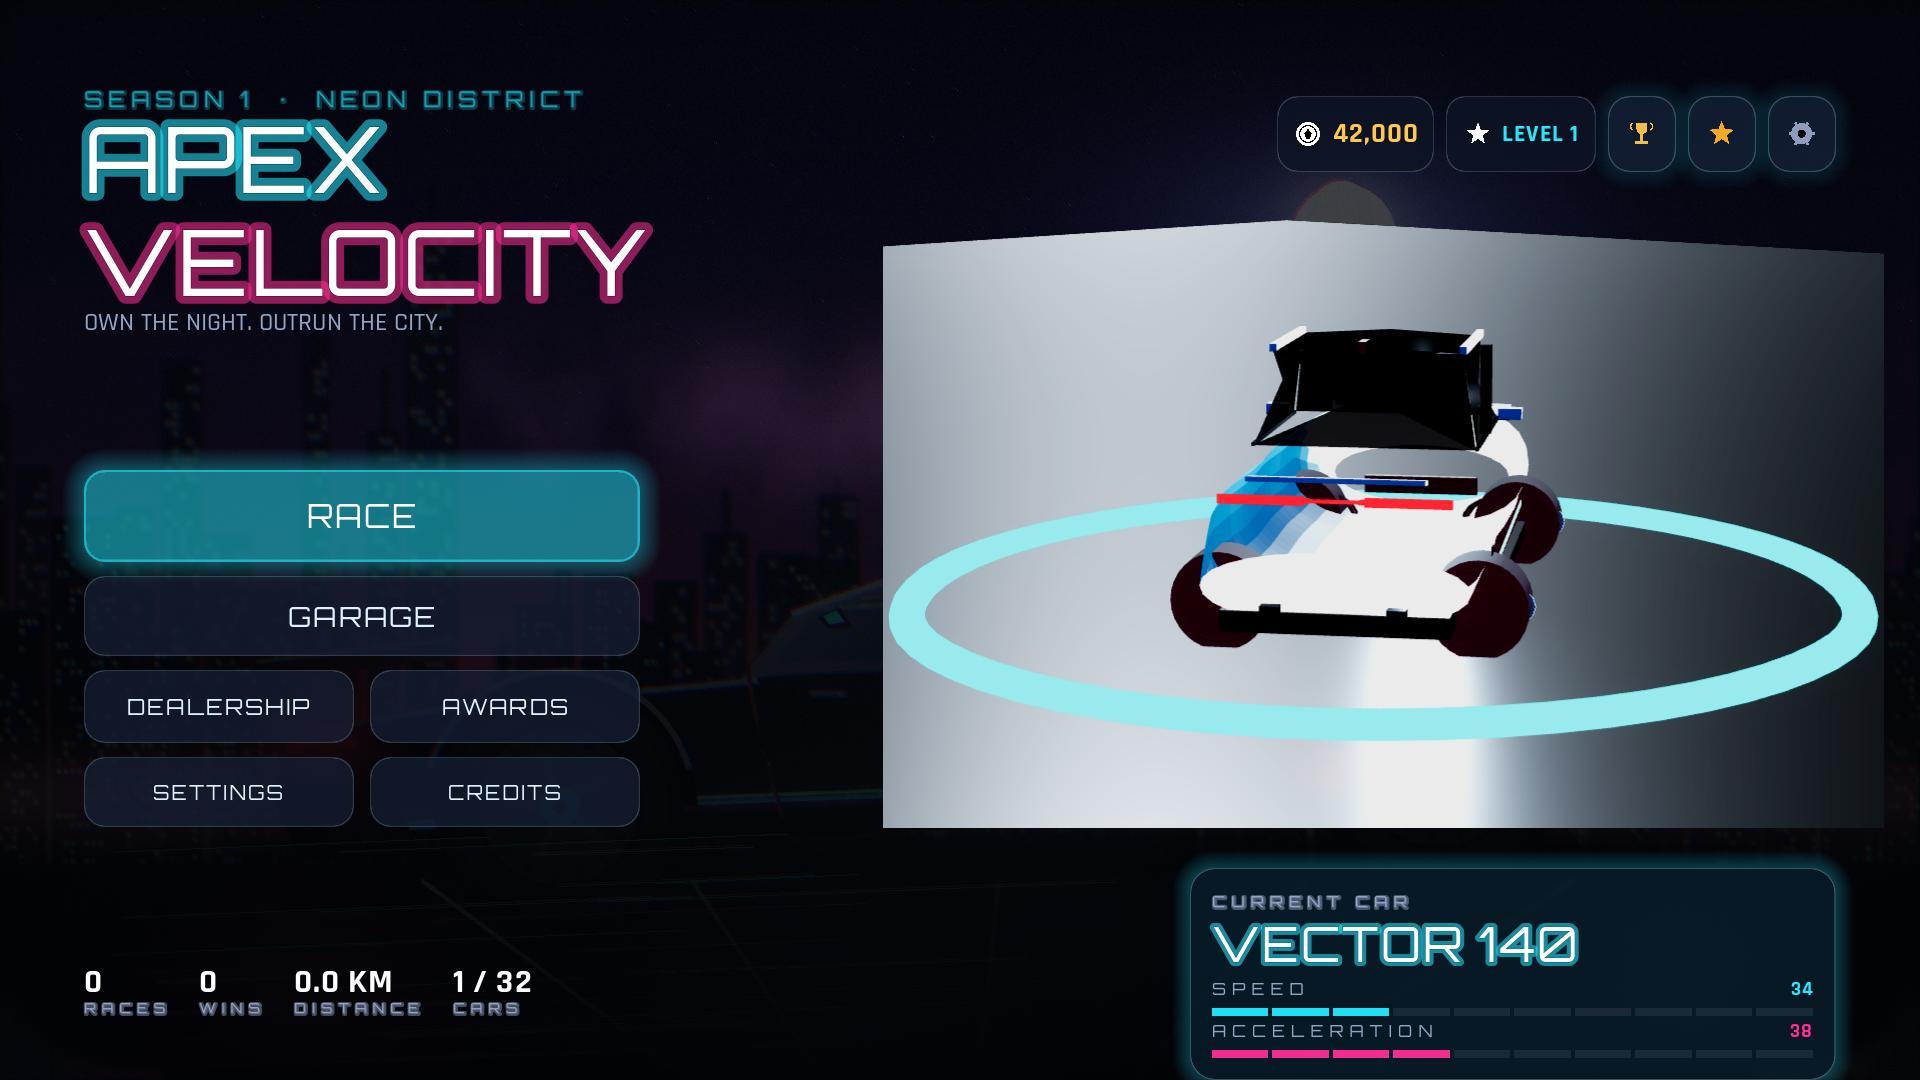 SEASON 1 · NEON DISTRICT
APEX
VELOCITY
OWN THE NIGHT. OUTRUN THE CITY.
42,000
LEVEL 1
RACE
GARAGE
DEALERSHIP
AWARDS
SETTINGS
CREDITS
0 0 0.0 KM 1 / 32
RACES WINS DISTANCE CARS
CURRENT CAR
VECTOR 140
SPEED 34
ACCELERATION 38